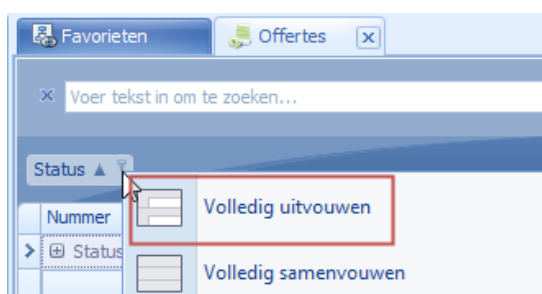 Favorieten
Offertes
Voer tekst in om te zoeken...
Status
Volledig uitvouwen
Nummer
Status
Volledig samenvouwen